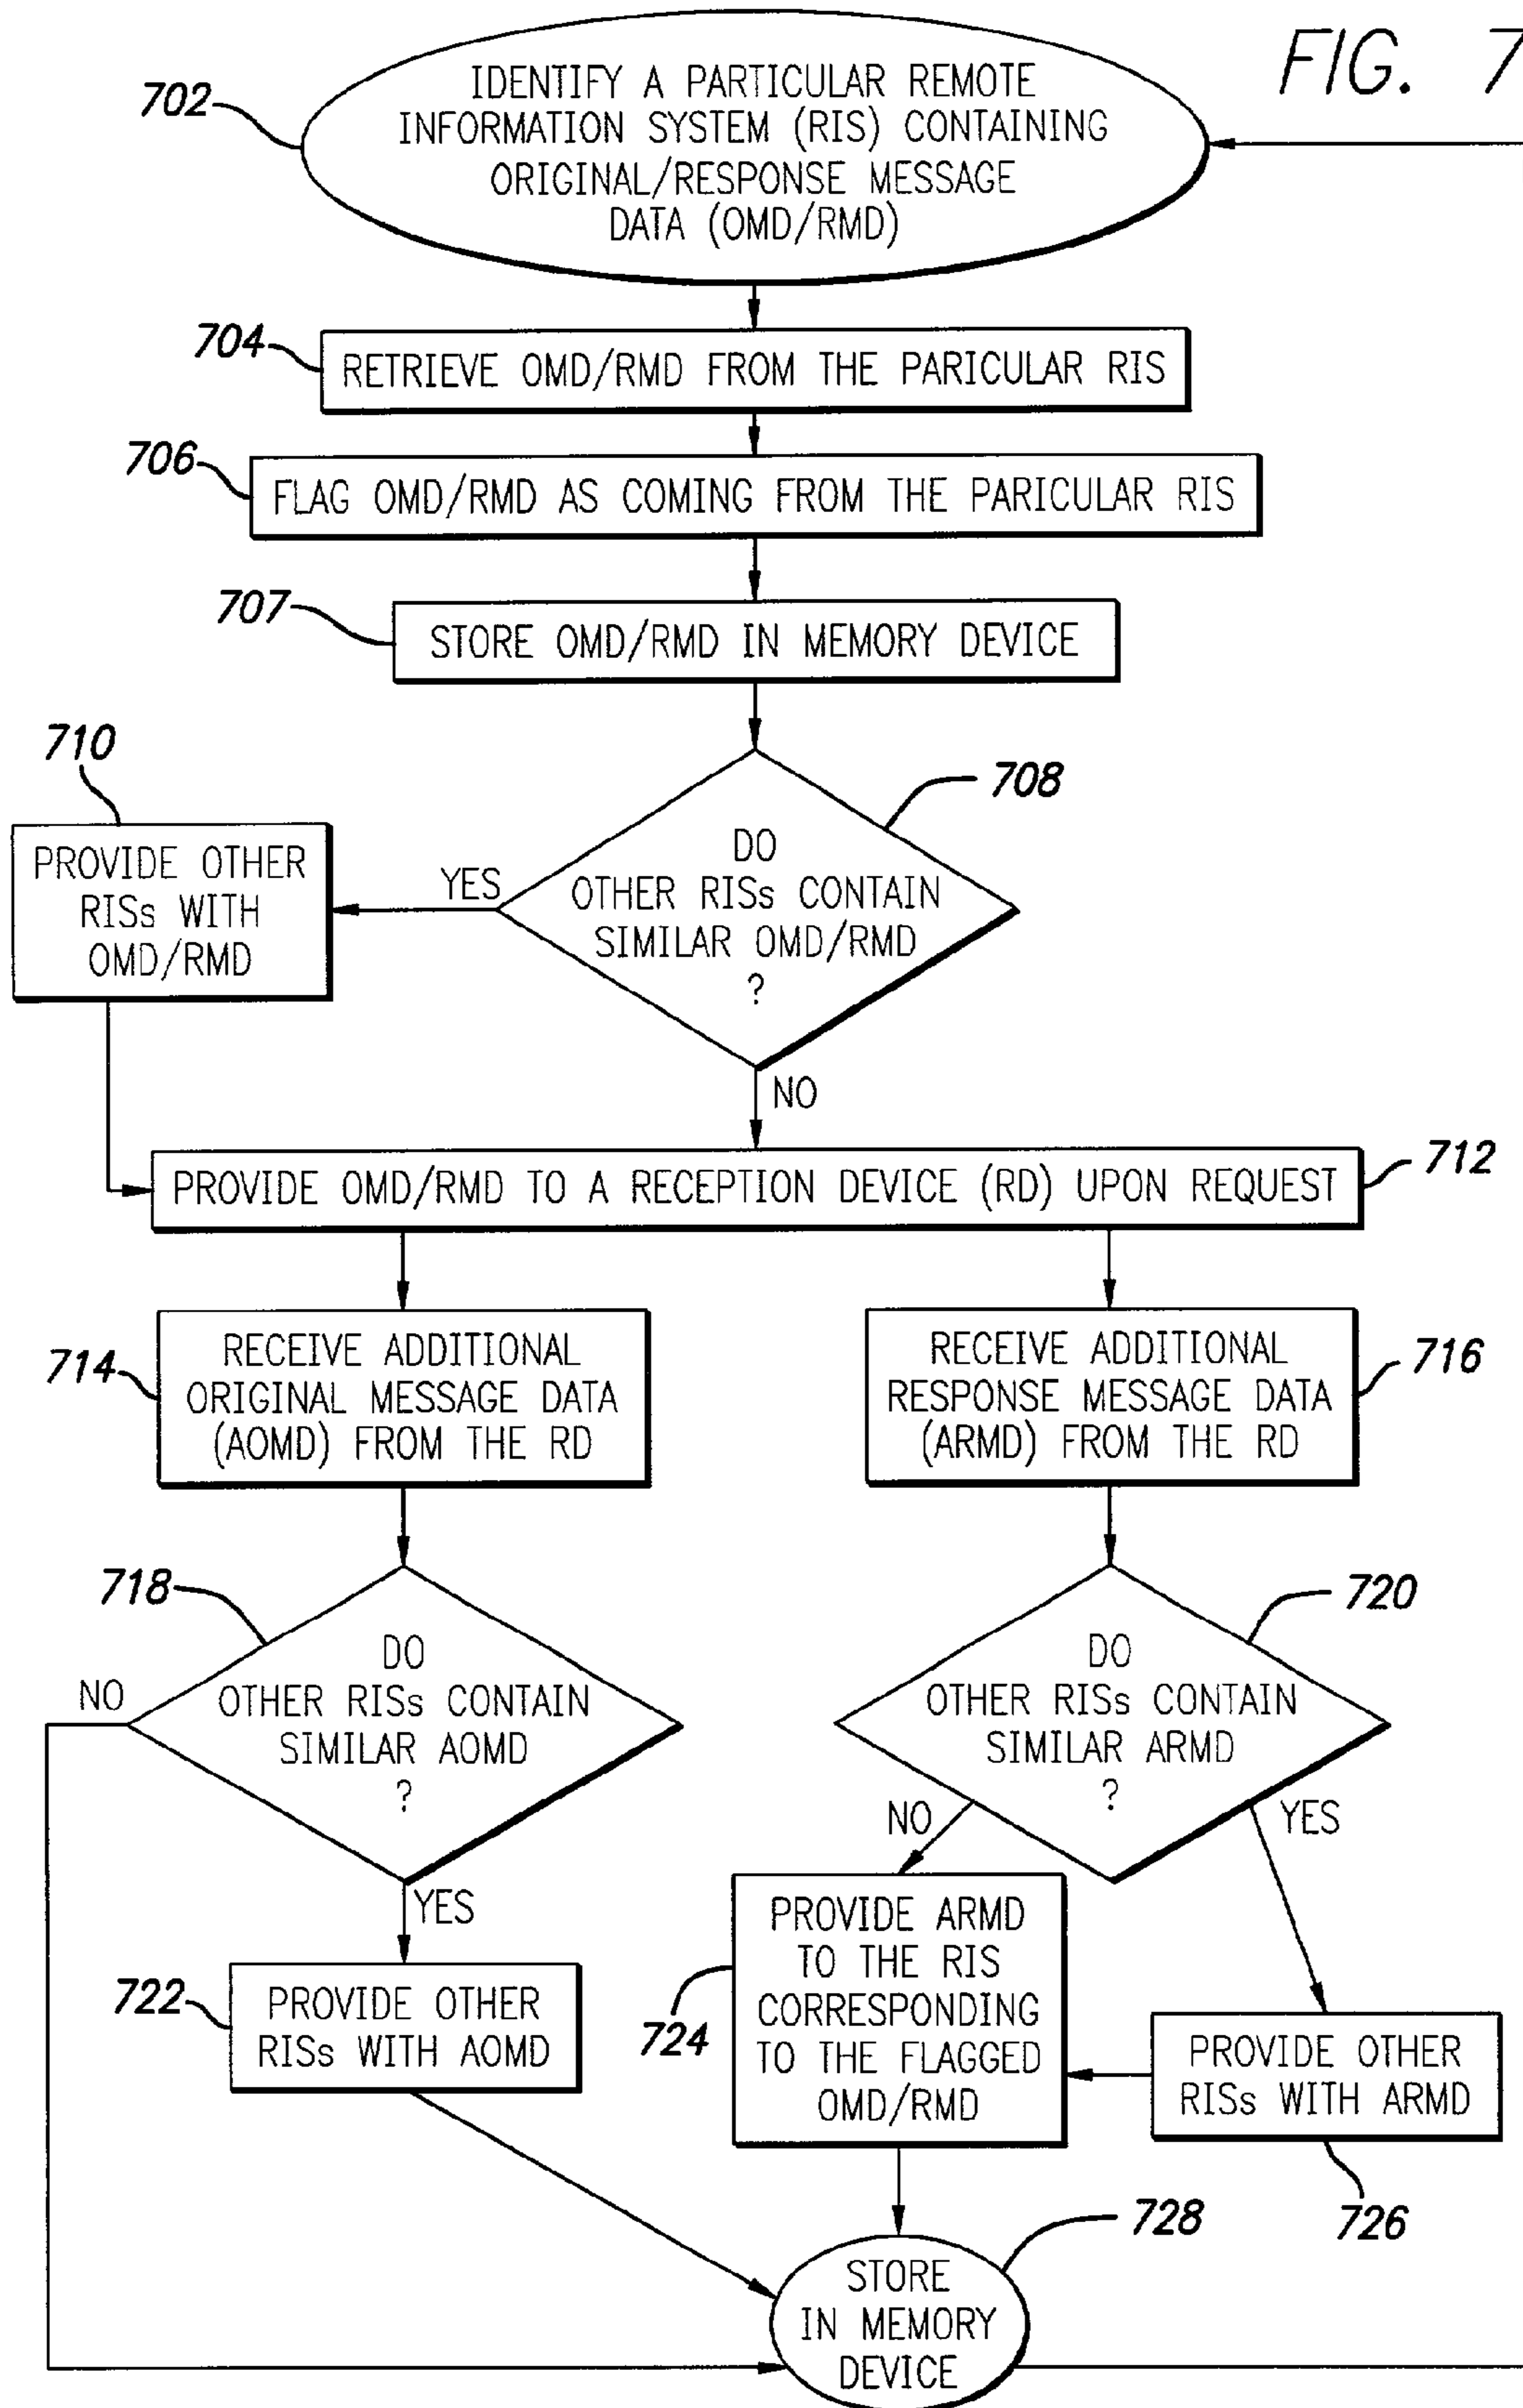 FIG. 7
702
IDENTIFY A PARTICULAR REMOTE
INFORMATION SYSTEM (RIS) CONTAINING
ORIGINAL/RESPONSE MESSAGE
DATA (OMD/RMD)
704
RETRIEVE OMD/RMD FROM THE PARICULAR RIS
706
FLAG OMD/RMD AS COMING FROM THE PARICULAR RIS
707
STORE OMD/RMD IN MEMORY DEVICE
710
708
PROVIDE OTHER
RISs WITH
OMD/RMD
YES
DO
OTHER RISs CONTAIN
SIMILAR OMD/RMD
?
NO
712
PROVIDE OMD/RMD TO A RECEPTION DEVICE (RD) UPON REQUEST
714
RECEIVE ADDITIONAL
ORIGINAL MESSAGE DATA
(AOMD) FROM THE RD
716
RECEIVE ADDITIONAL
RESPONSE MESSAGE DATA
(ARMD) FROM THE RD
718
NO
DO
OTHER RISs CONTAIN
SIMILAR AOMD
?
YES
720
DO
OTHER RISs CONTAIN
SIMILAR ARMD
?
NO
YES
722
PROVIDE OTHER
RISs WITH AOMD
724
PROVIDE ARMD
TO THE RIS
CORRESPONDING
TO THE FLAGGED
OMD/RMD
PROVIDE OTHER
RISs WITH ARMD
726
728
STORE
IN MEMORY
DEVICE